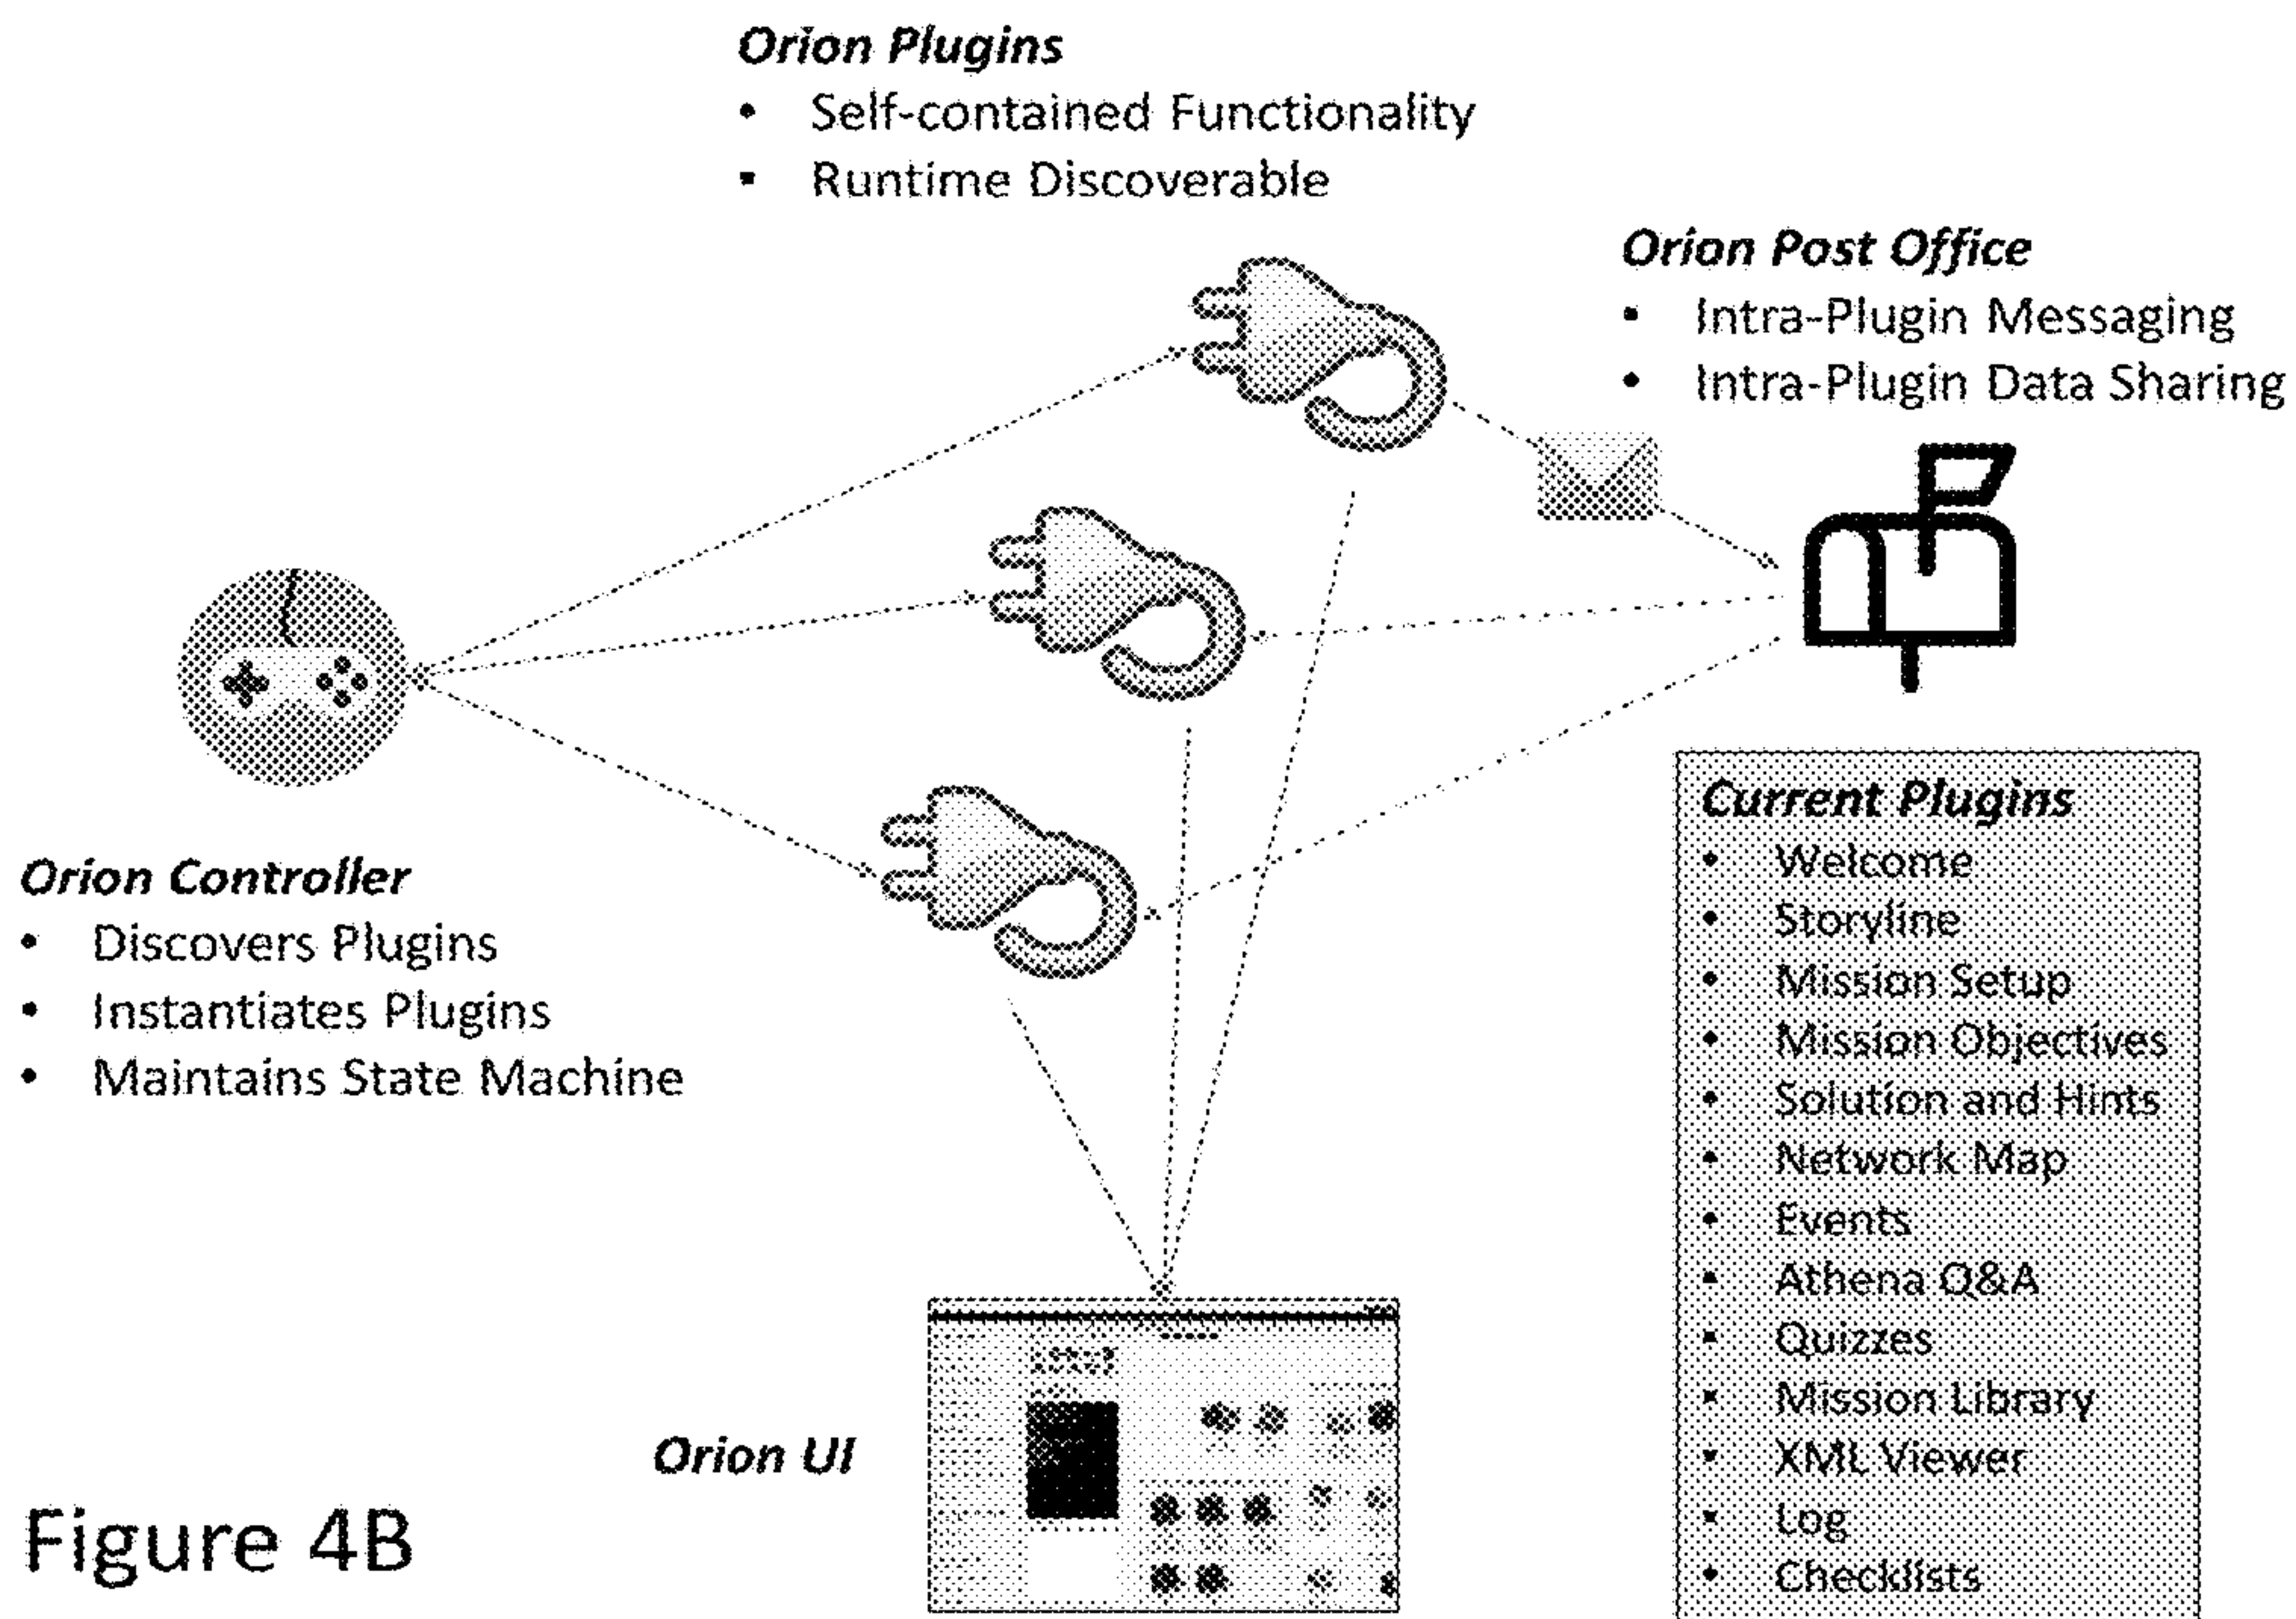 Orion Plugins
• Self-contained Functionality
▪ Runtime Discoverable
Orion Post Office
▪ Intra-Plugin Messaging
• Intra-Plugin Data Sharing
Orion Controller
• Discovers Plugins
• Instantiates Plugins
• Maintains State Machine
Current Plugins
• Welcome
• Storyline
• Mission Setup
• Mission Objectives
• Solution and Hints
• Network Map
• Events
• Athena Q&A
• Quizzes
• Mission Library
• XML Viewer
• Log
• Checklists
Orion UI
Figure 4B